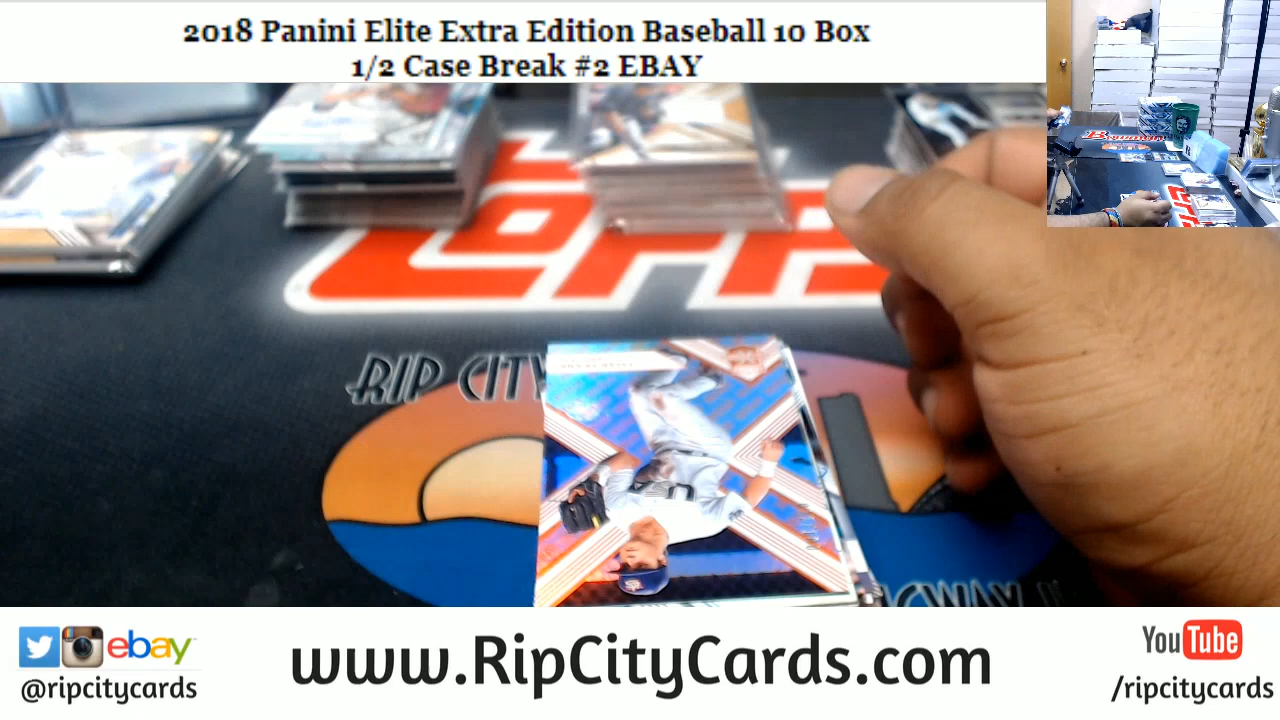 2018 Panini Elite Extra Edition Baseball 10 Box
1/2 Case Break #2 EBAY
RIP CITY
ebay
@ripcitycards
www.RipCityCards.com
YouTube
/ripcitycards